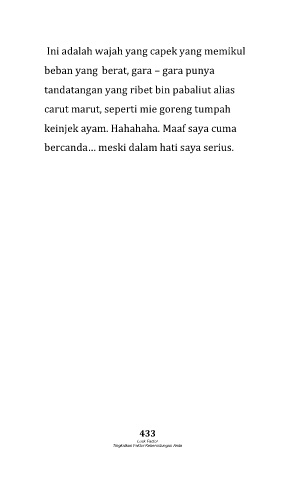 Ini adalah wajah yang capek yang memikul
beban yang berat, gara – gara punya
tandatangan yang ribet bin pabaliut alias
carut marut, seperti mie goreng tumpah
keinjek ayam. Hahahaha. Maaf saya cuma
bercanda... meski dalam hati saya serius.
433
Luck Factor
Tingkatkan Faktor Keberuntungan Anda